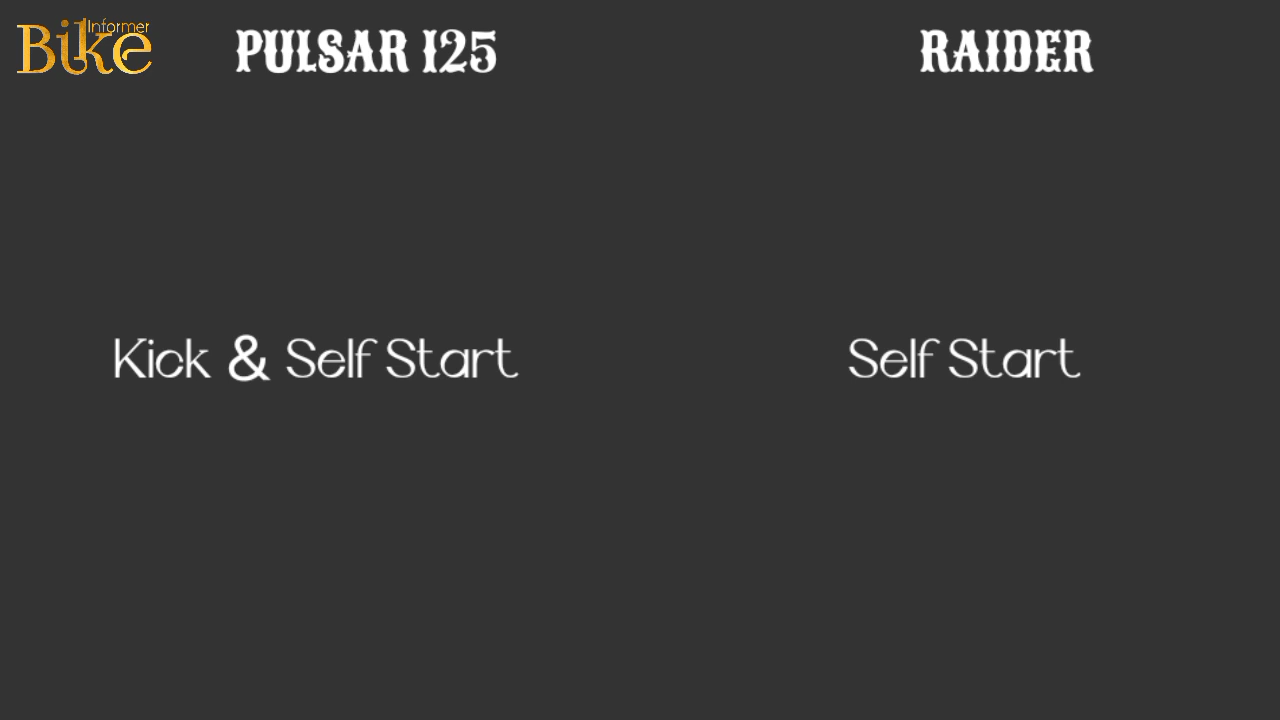 Bike Informer
PULSAR 125
RAIDER
Kick & Self Start
Self Start